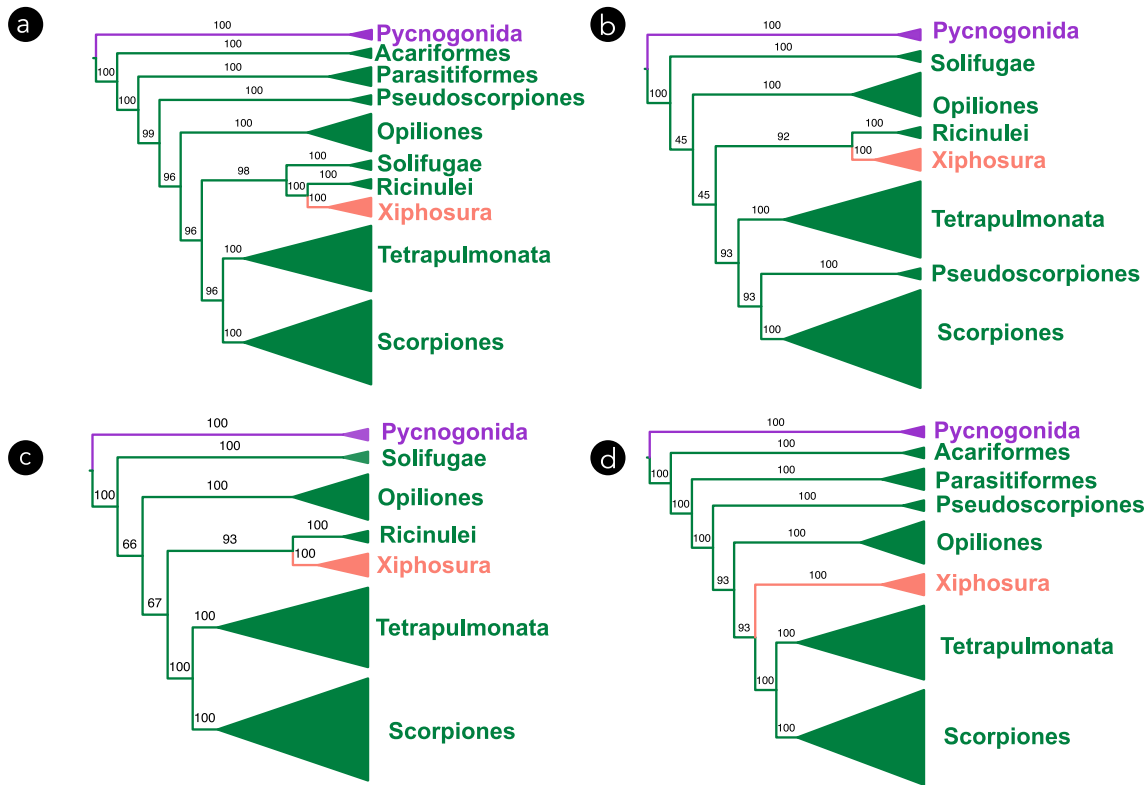 a
100
Pycnogonida
100
Acariformes
100
100
Parasitiformes
100
100
Pseudoscorpiones
99
100
Opiliones
96
98
100
Solifugae
100
100
Ricinulei
100
Xiphosura
96
100
Tetrapulmonata
96
100
Scorpiones
b
100
Pycnogonida
100
Solifugae
100
100
Opiliones
45
92
100
Ricinulei
100
Xiphosura
45
100
Tetrapulmonata
93
100
Pseudoscorpiones
93
100
Scorpiones
c
100
Pycnogonida
100
Solifugae
100
100
Opiliones
66
93
100
Ricinulei
100
Xiphosura
67
100
Tetrapulmonata
100
100
Scorpiones
d
100
Pycnogonida
100
Acariformes
100
100
Parasitiformes
100
100
Pseudoscorpiones
100
100
Opiliones
93
100
Xiphosura
93
100
Tetrapulmonata
100
100
Scorpiones